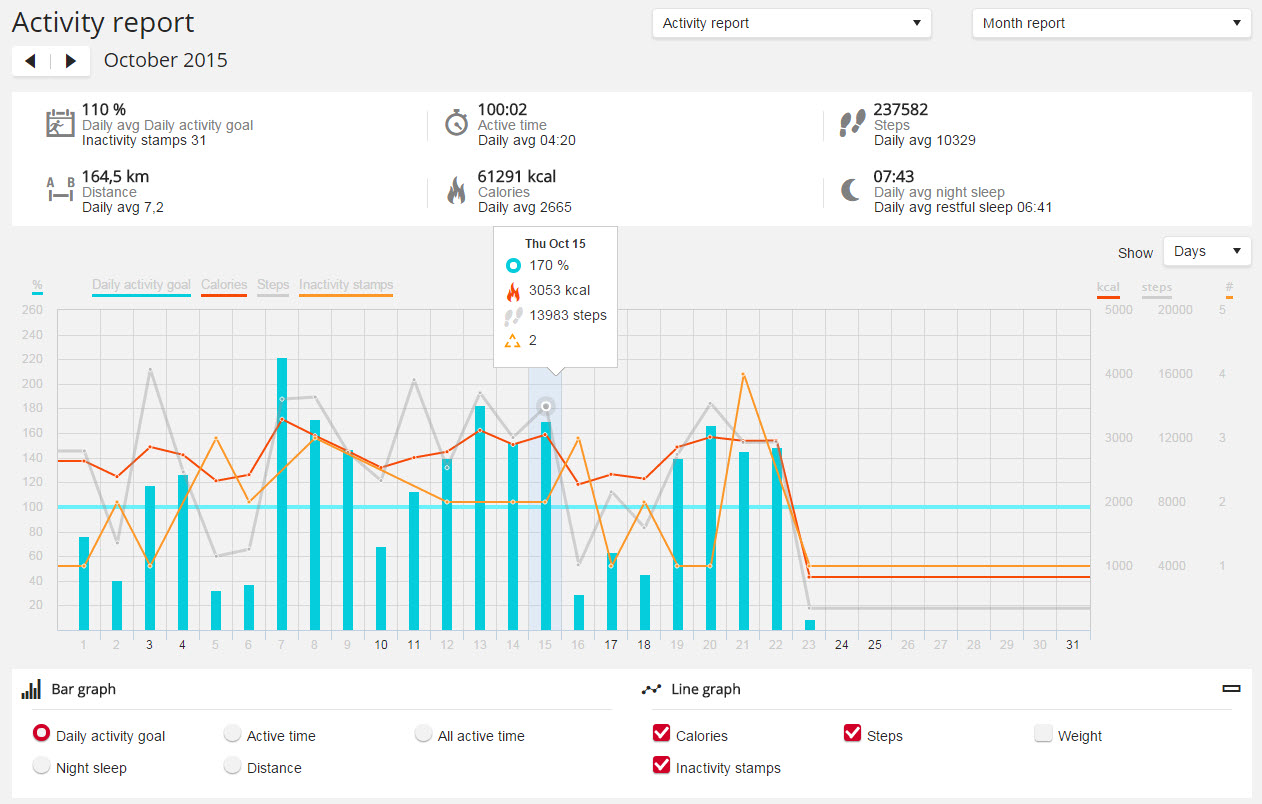 Activity report
Activity report
Month report
October 2015
110 %
Daily avg Daily activity goal
Inactivity stamps 31
100:02
Active time
Daily avg 04:20
237582
Steps
Daily avg 10329
A B
164,5 km
Distance
Daily avg 7,2
61291 kcal
Calories
Daily avg 2665
07:43
Daily avg night sleep
Daily avg restful sleep 06:41
Thu Oct 15
170 %
3053 kcal
13983 steps
2
Show Days
% Daily activity goal Calories Steps Inactivity stamps kcal steps #
260 5000 20000 5
240
220
200 4000 16000 4
180
160
140 3000 12000 3
120
100 2000 8000 2
80
60 1000 4000 1
40
20
1 2 3 4 5 6 7 8 9 10 11 12 13 14 15 16 17 18 19 20 21 22 23 24 25 26 27 28 29 30 31
Bar graph
Daily activity goal Active time All active time
Night sleep Distance
Line graph
Calories Steps Weight
Inactivity stamps